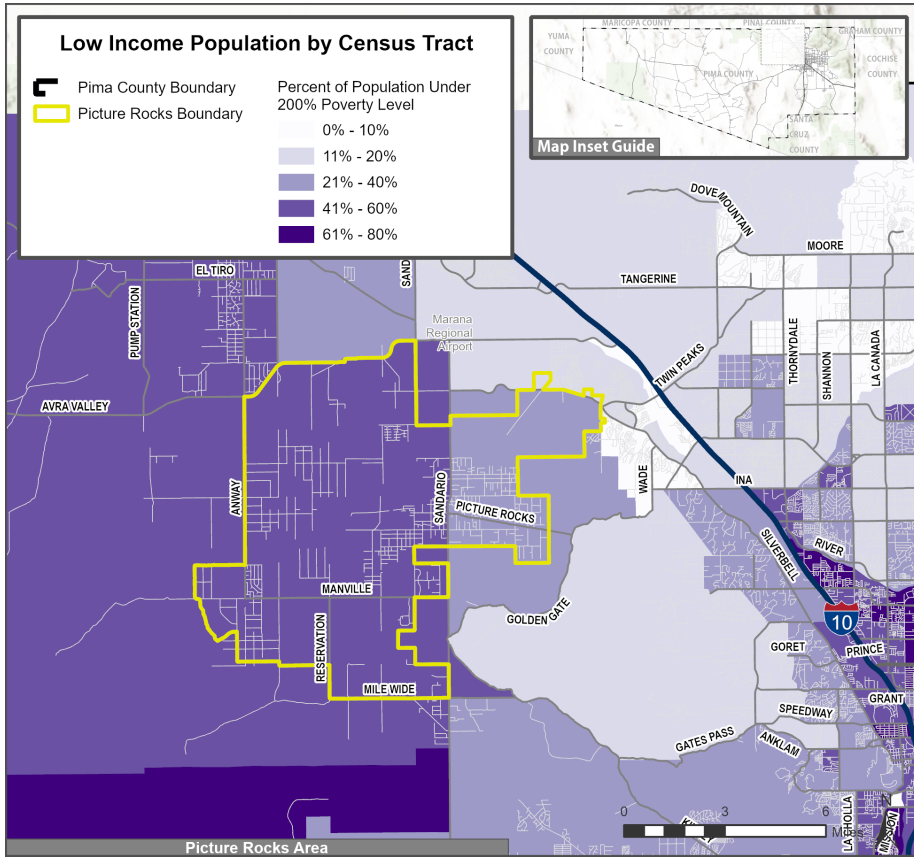 Low Income Population by Census Tract
Pima County Boundary
Picture Rocks Boundary
Percent of Population Under
200% Poverty Level
0% - 10%
11% - 20%
21% - 40%
41% - 60%
61% - 80%
MARICOPA COUNTY
PINAL COUNTY
GRAHAM COUNTY
YUMA
COUNTY
COCHISE
COUNTY
PIMA COUNTY
SANTA
CRUZ
COUNTY
Map Inset Guide
DOVE MOUNTAIN
MOORE
EL TIRO
SAND
TANGERINE
PUMP STATION
Marana
Regional
Airport
THORNYDALE
SHANNON
LA CANADA
TWIN PEAKS
AVRA VALLEY
ANWAY
SANDARIO
WADE
INA
PICTURE ROCKS
SILVERBELL
RIVER
MANVILLE
GOLDEN GATE
10
RESERVATION
GORET
PRINCE
MILE WIDE
GRANT
SPEEDWAY
GATES PASS
ANKLAM
0 3 6
Miles
MISSION
Picture Rocks Area